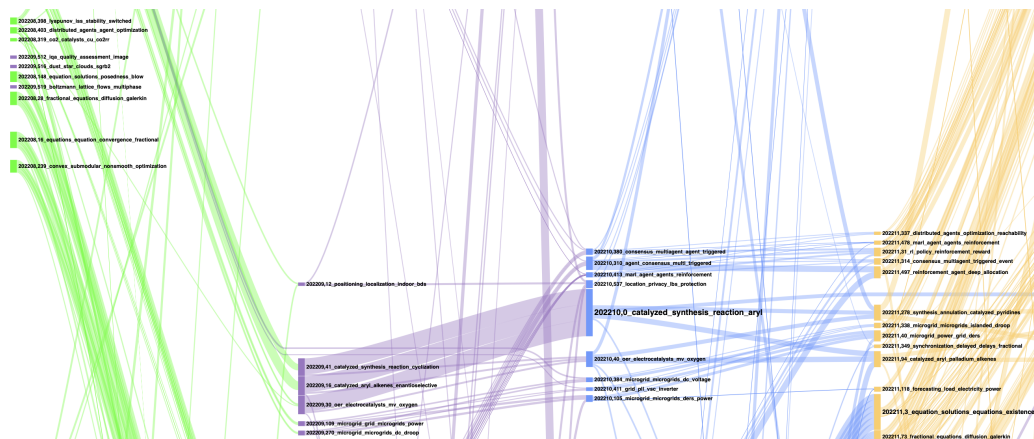 202208,398_lyapunov_iss_stability_switched
202208,403_distributed_agents_agent_optimization
202208,319_co2_catalysts_cu_co2rr
202209,512_iqa_quality_assessment_image
202209,516_dust_star_clouds_sgrb2
202208,148_equation_solutions_posedness_blow
202209,519_boltzmann_lattice_flows_multiphase
202208,28_fractional_equations_diffusion_galerkin
202208,16_equations_equation_convergence_fractional
202208,239_convex_submodular_nonsmooth_optimization
202209,12_positioning_localization_indoor_bds
202209,41_catalyzed_synthesis_reaction_cyclization
202209,16_catalyzed_aryl_alkenes_enantioselective
202209,30_oer_electrocatalysts_mv_oxygen
202209,109_microgrid_grid_microgrids_power
202209,270_microgrid_microgrids_dc_droop
202210,380_consensus_multiagent_agent_triggered
202210,310_agent_consensus_multi_triggered
202210,413_marl_agent_agents_reinforcement
202210,537_location_privacy_lbs_protection
202210,0_catalyzed_synthesis_reaction_aryl
202210,40_oer_electrocatalysts_mv_oxygen
202210,384_microgrid_microgrids_dc_voltage
202210,411_grid_pll_vsc_inverter
202210,105_microgrid_microgrids_ders_power
202211,337_distributed_agents_optimization_reachability
202211,478_marl_agent_agents_reinforcement
202211,31_rl_policy_reinforcement_reward
202211,314_consensus_multiagent_triggered_event
202211,497_reinforcement_agent_deep_allocation
202211,278_synthesis_annulation_catalyzed_pyridines
202211,338_microgrid_microgrids_islanded_droop
202211,40_microgrid_power_grid_ders
202211,349_synchronization_delayed_delays_fractional
202211,94_catalyzed_aryl_palladium_alkenes
202211,118_forecasting_load_electricity_power
202211,3_equation_solutions_equations_existence
202211,73_fractional_equations_diffusion_galerkin